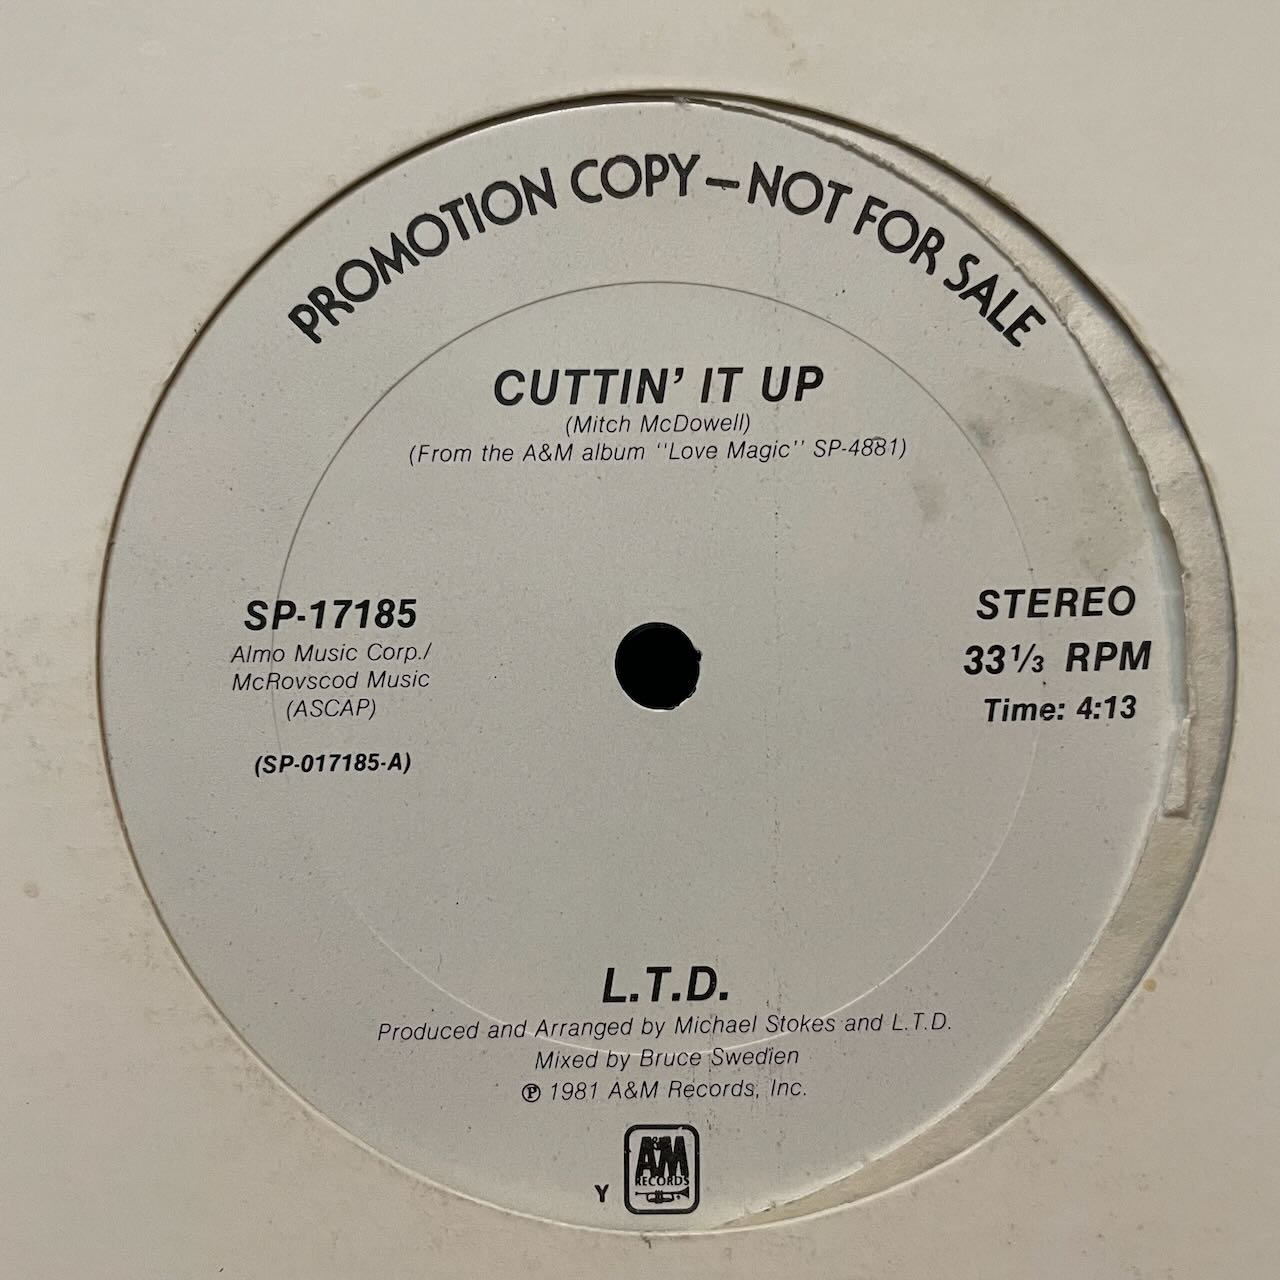 PROMOTION COPY – NOT FOR SALE
CUTTIN' IT UP
(Mitch McDowell)
(From the A&M album "Love Magic" SP-4881)
SP-17185
Almo Music Corp./
McRovscod Music
(ASCAP)
(SP-017185-A)
STEREO
33⅓ RPM
Time: 4:13
L.T.D.
Produced and Arranged by Michael Stokes and L.T.D.
Mixed by Bruce Swedien
℗ 1981 A&M Records, Inc.
A&M
RECORDS
Y